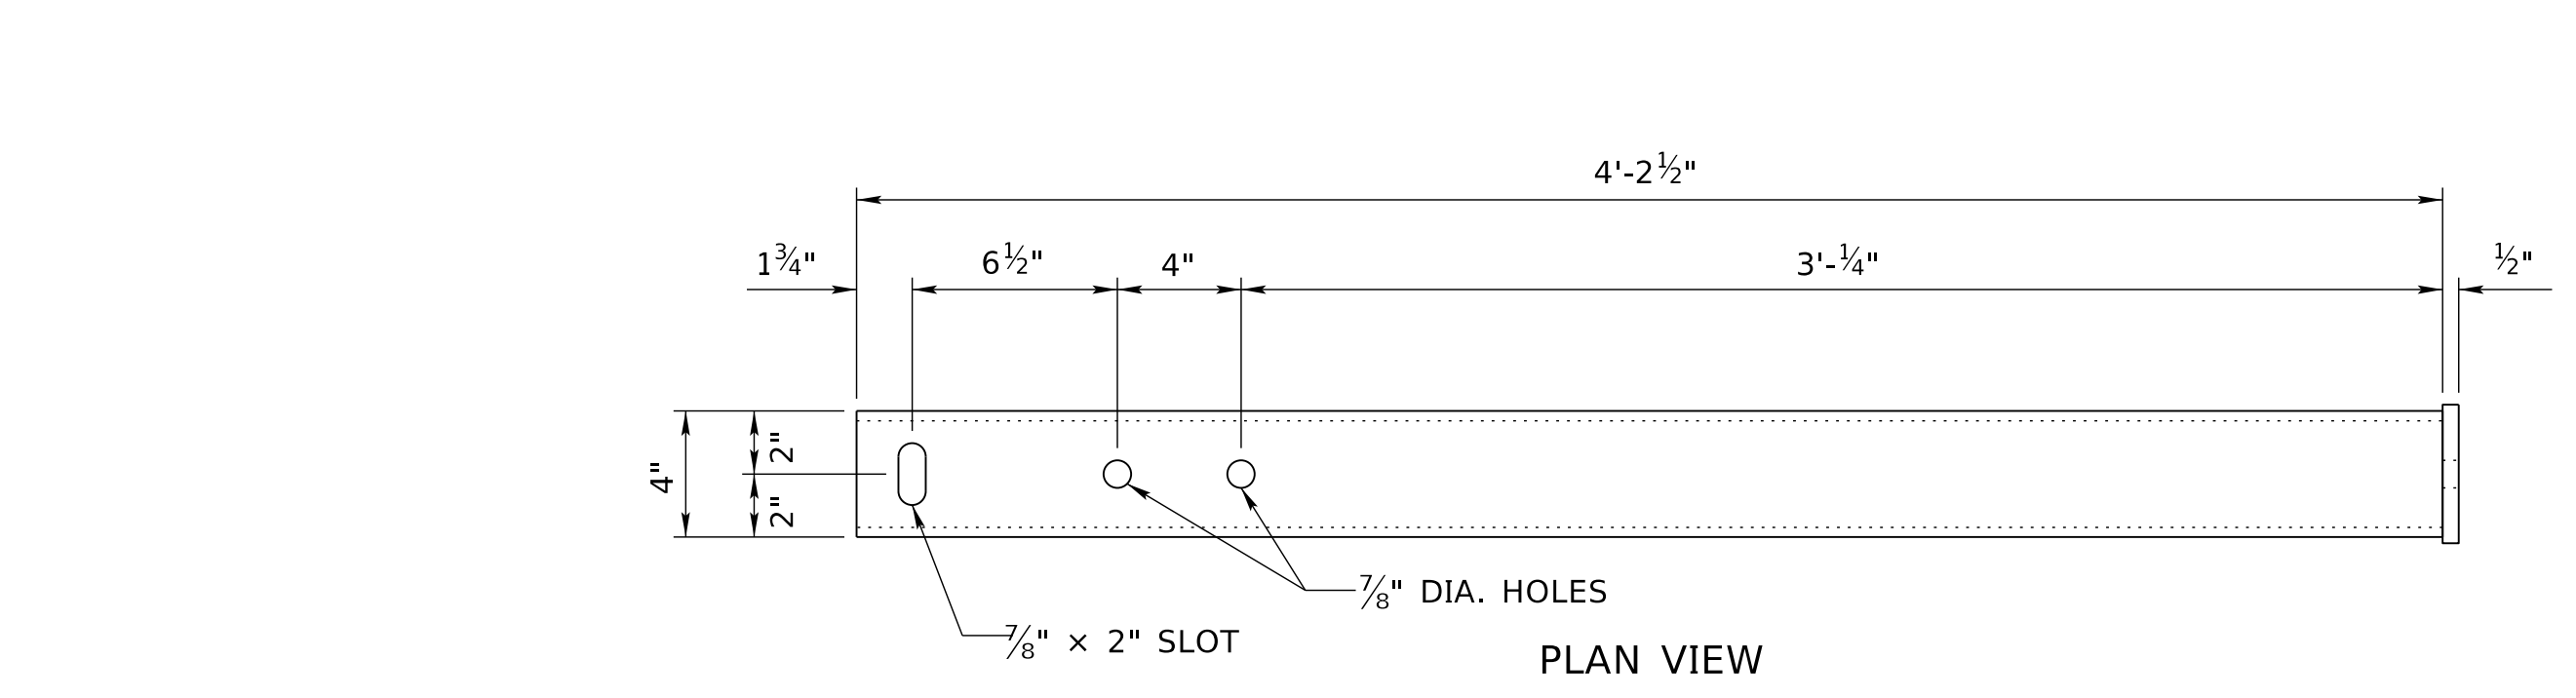 4'-2½"
1¾" 6½" 4" 3'-¼" ½"
2"
4"
2"
⅞" DIA. HOLES
⅞" × 2" SLOT
PLAN VIEW